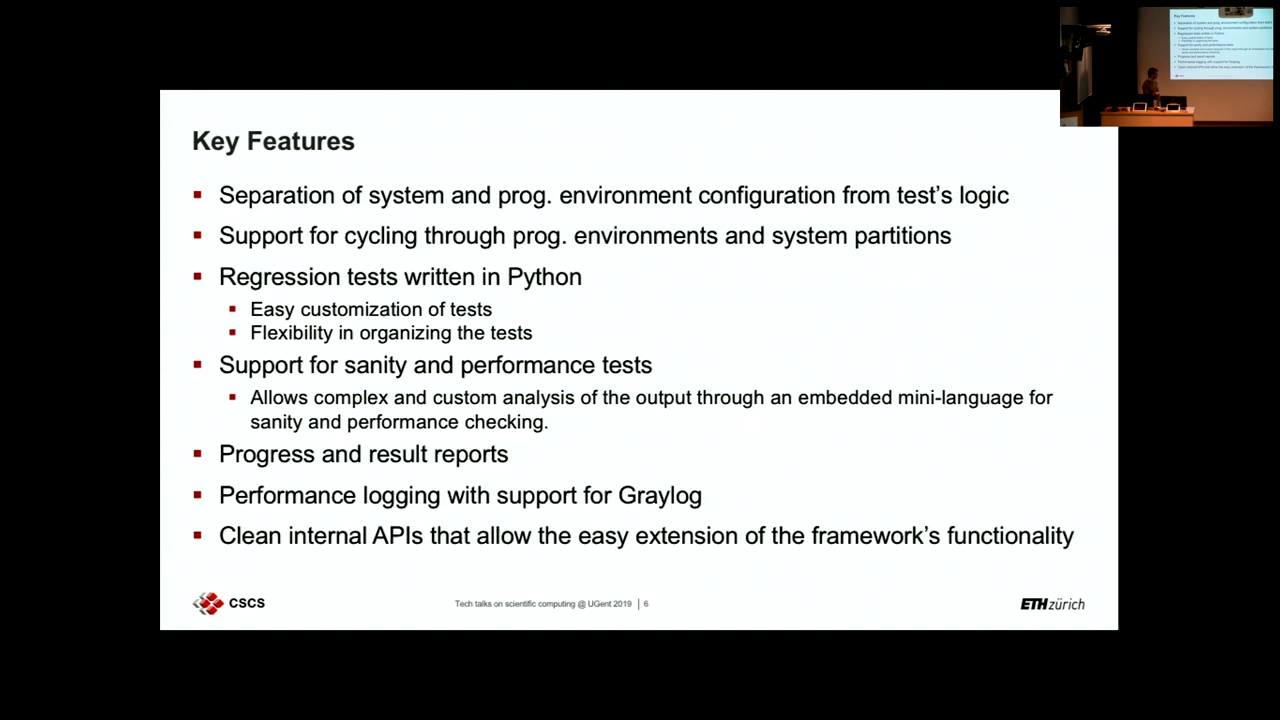 Key Features
Separation of system and prog. environment configuration from test's logic
Support for cycling through prog. environments and system partitions
Regression tests written in Python
Easy customization of tests
Flexibility in organizing the tests
Support for sanity and performance tests
Allows complex and custom analysis of the output through an embedded mini-language for
sanity and performance checking.
Progress and result reports
Performance logging with support for Graylog
Clean internal APIs that allow the easy extension of the framework's functionality
CSCS
Tech talks on scientific computing @ UGent 2019 | 6
ETH zürich
Key Features